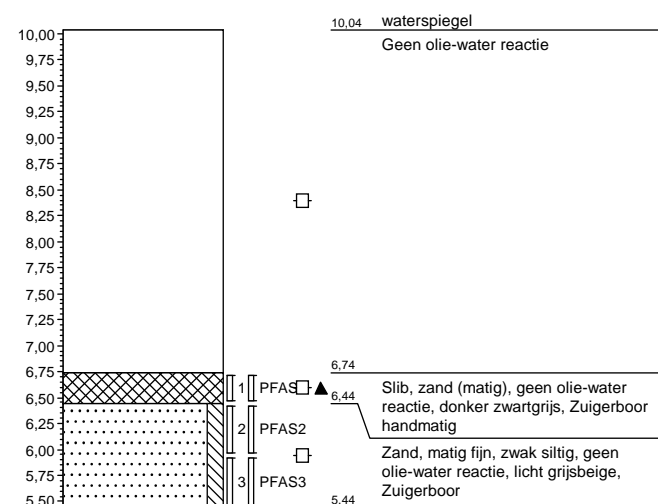 10,04 waterspiegel
10,00
Geen olie-water reactie
9,75
9,50
9,25
9,00
8,75
8,50
8,25
8,00
7,75
7,50
7,25
7,00
6,75
6,74
6,50
1 PFAS
6,44
Slib, zand (matig), geen olie-water
reactie, donker zwartgrijs, Zuigerboor
handmatig
6,25
2 PFAS2
6,00
Zand, matig fijn, zwak siltig, geen
olie-water reactie, licht grijsbeige,
Zuigerboor
5,75
3 PFAS3
5,50
5,44